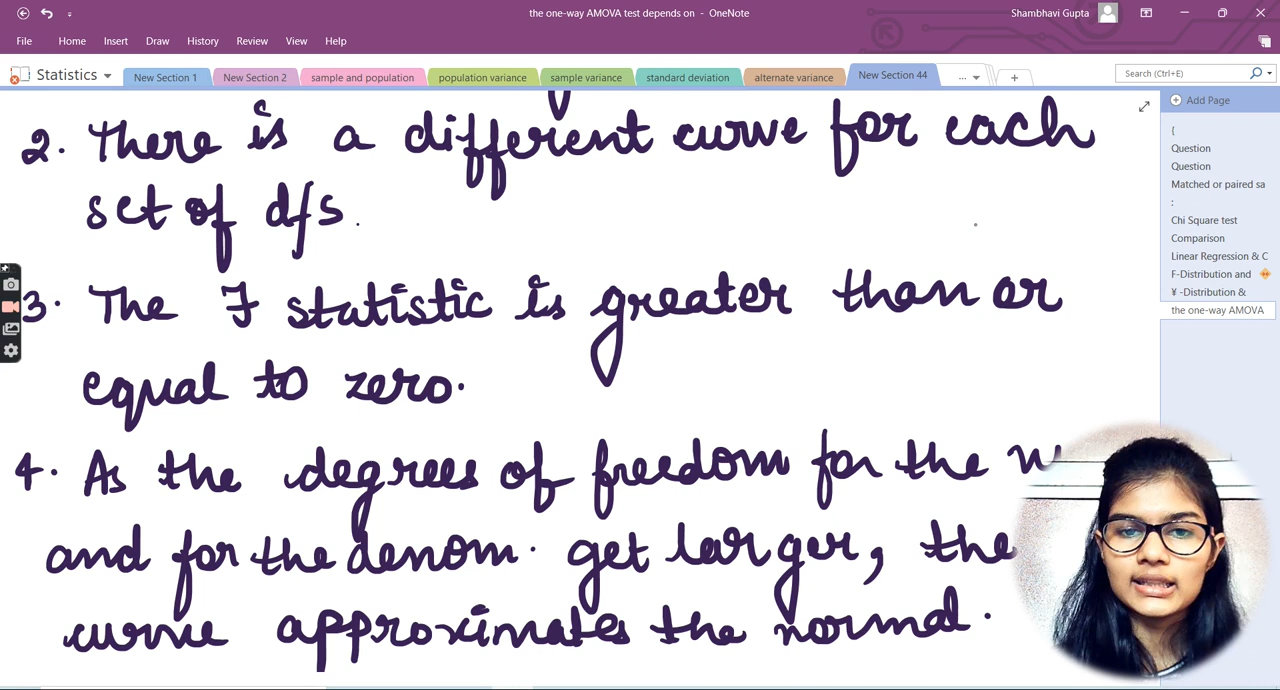 the one-way AMOVA test depends on - OneNote
Shambhavi Gupta
File Home Insert Draw History Review View Help
Statistics
New Section 1 New Section 2 sample and population population variance sample variance standard deviation alternate variance New Section 44 ...
Search (Ctrl+E)
Add Page
{
Question
Question
Matched or paired sa
:
Chi Square test
Comparison
Linear Regression & C
F-Distribution and
¥ -Distribution &
the one-way AMOVA
2. There is a different curve for each
set of dfs.
3. The F statistic is greater than or
equal to zero.
4. As the degrees of freedom for the
and for the denom. get larger, the
curve approximates the normal.